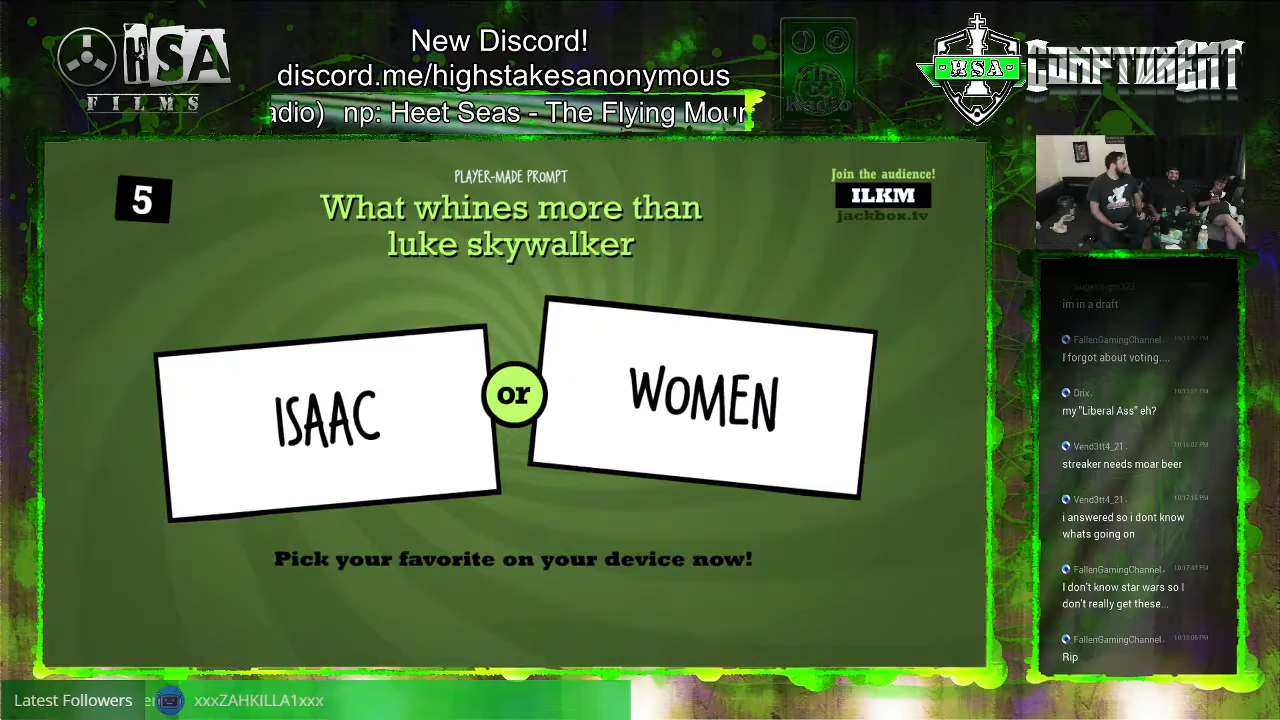 HSA
FILMS
New Discord!
discord.me/highstakesanonymous
adio) np: Heet Seas - The Flying Mour
The
Radio
HSA
5
PLAYER-MADE PROMPT
What whines more than
luke skywalker
Join the audience!
ILKM
jackbox.tv
ISAAC
or
WOMEN
Pick your favorite on your device now!
im in a draft
FallenGamingChannel.
I forgot about voting....
Drix.
my "Liberal Ass" eh?
Vend3tt4_21.
streaker needs moar beer
Vend3tt4_21.
i answered so i dont know
whats going on
FallenGamingChannel.
I don't know star wars so I
don't really get these...
FallenGamingChannel.
Rip
Latest Followers
xxxZAHKILLA1xxx